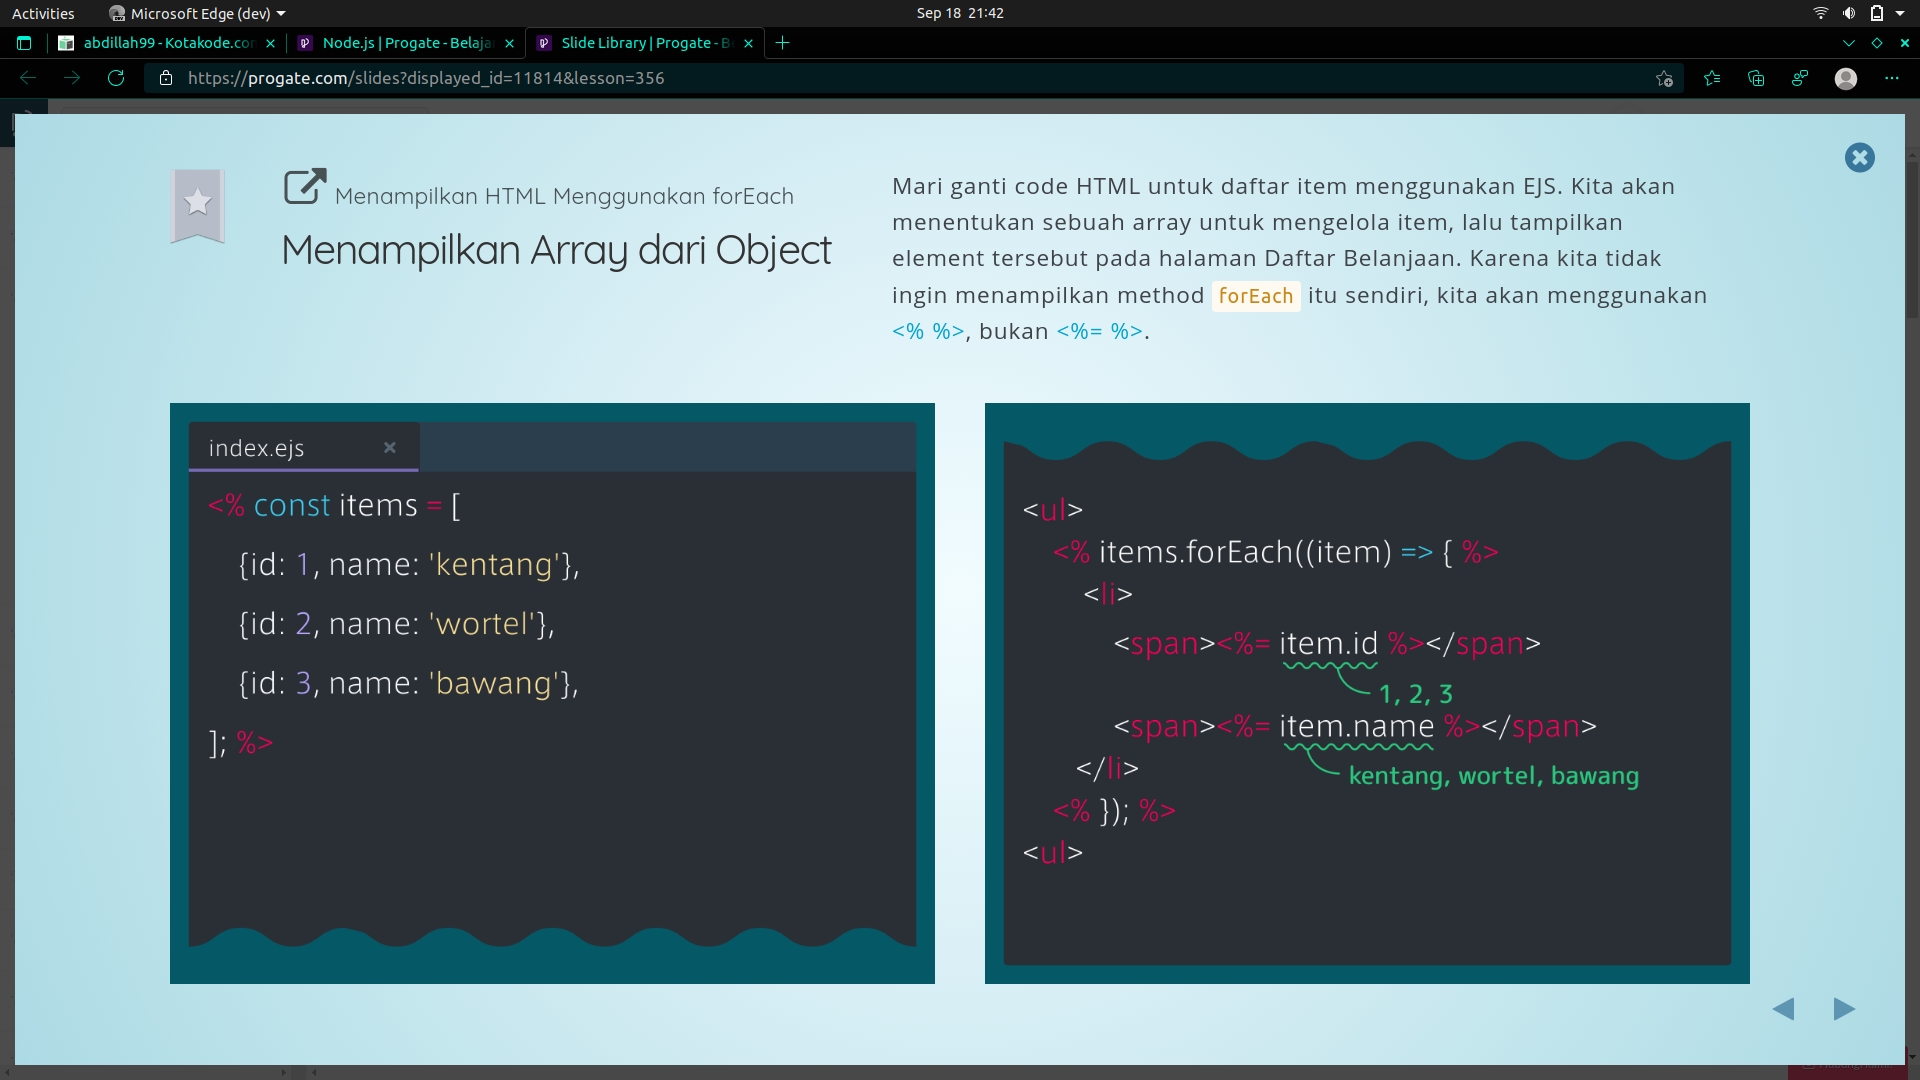 Activities
Microsoft Edge (dev)
Sep 18 21:42
abdillah99 - Kotakode.con
Node.js | Progate - Belaja
Slide Library | Progate - Be
https://progate.com/slides?displayed_id=11814&lesson=356
Menampilkan HTML Menggunakan forEach
Menampilkan Array dari Object
Mari ganti code HTML untuk daftar item menggunakan EJS. Kita akan
menentukan sebuah array untuk mengelola item, lalu tampilkan
element tersebut pada halaman Daftar Belanjaan. Karena kita tidak
ingin menampilkan method forEach itu sendiri, kita akan menggunakan
<% %>, bukan <%= %>.
index.ejs
<% const items = [
{id: 1, name: 'kentang'},
{id: 2, name: 'wortel'},
{id: 3, name: 'bawang'},
]; %>
<ul>
<% items.forEach((item) => { %>
<li>
<span><%= item.id %></span>
1, 2, 3
<span><%= item.name %></span>
kentang, wortel, bawang
</li>
<% }); %>
<ul>